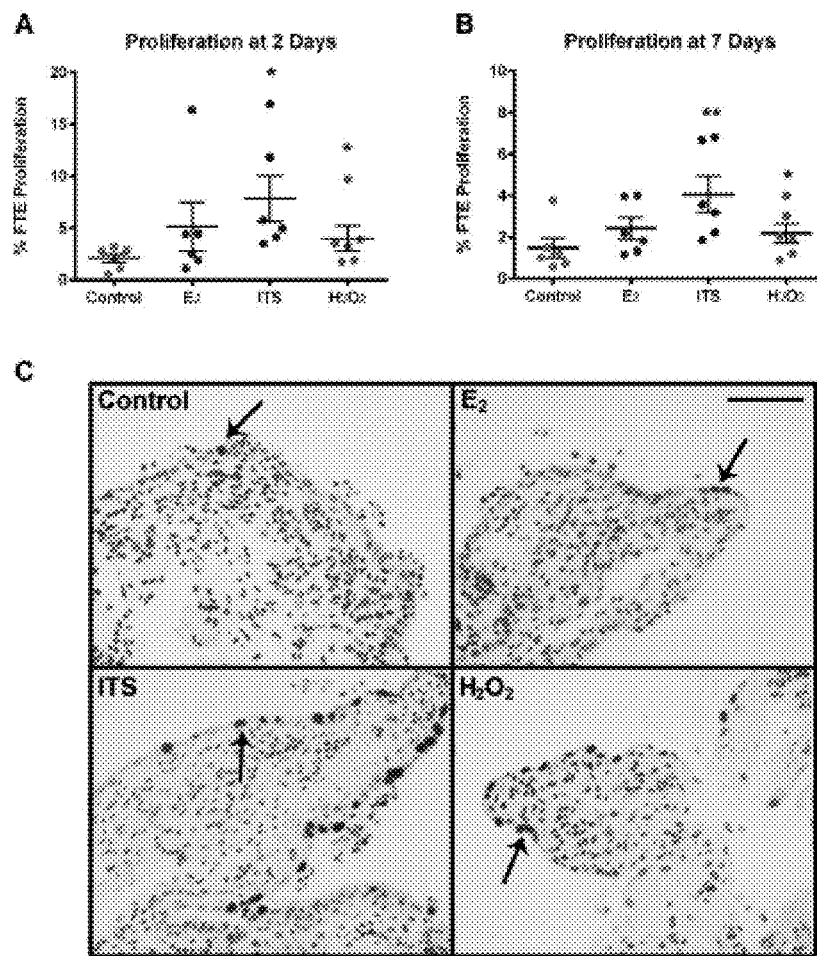 A
Proliferation at 2 Days
% FTE Proliferation
20
15
10
5
0
Control
E₂
ITS
H₂O₂
*
B
Proliferation at 7 Days
% FTE Proliferation
10
8
6
4
2
0
Control
E₂
ITS
H₂O₂
**
C
Control
E₂
ITS
H₂O₂